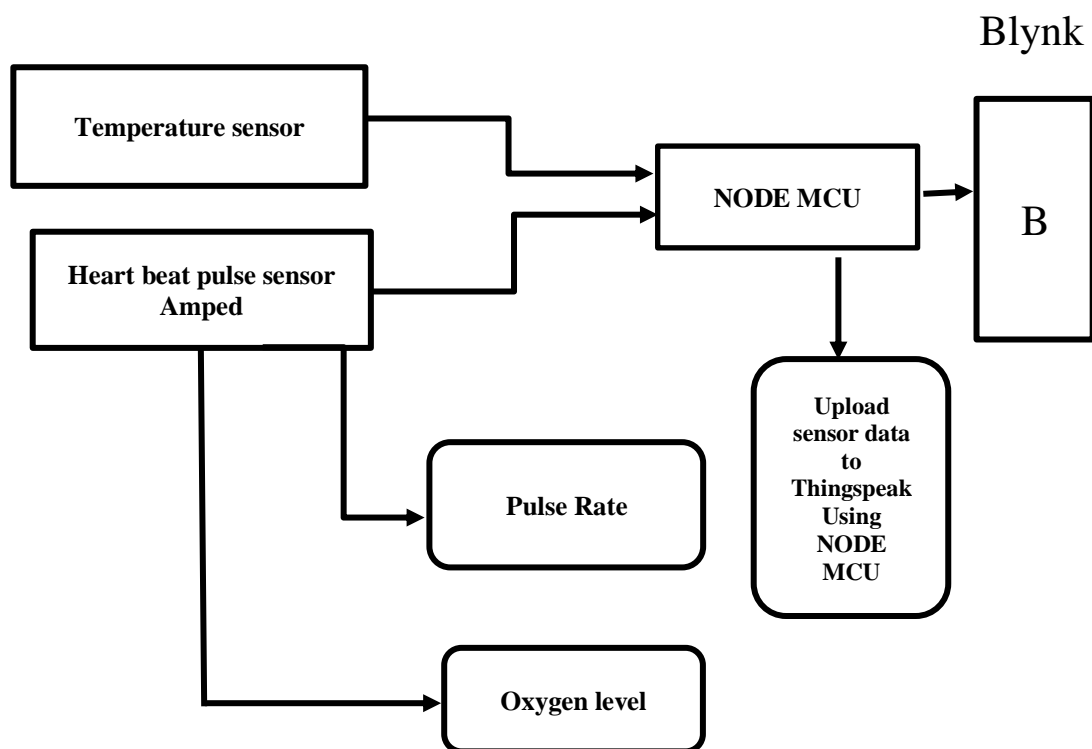 Blynk
Temperature sensor
NODE MCU
B
Heart beat pulse sensor
Amped
Upload
sensor data
to
Thingspeak
Using
NODE
MCU
Pulse Rate
Oxygen level